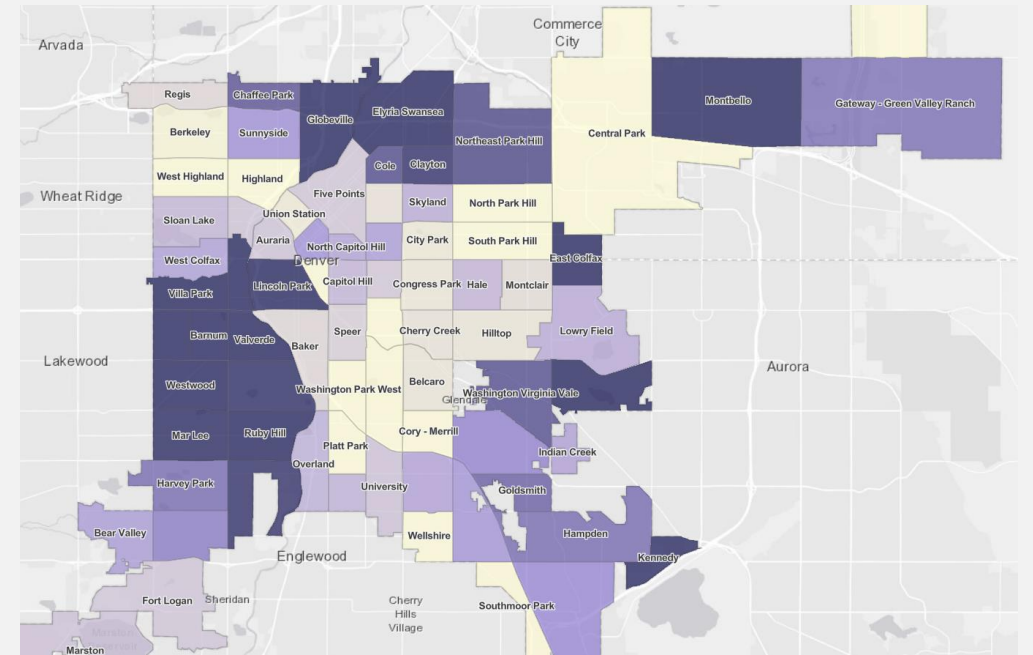 Commerce
City
Arvada
Regis
Chaffee Park
Montbello
Gateway - Green Valley Ranch
Globeville
Elyria Swansea
Berkeley
Sunnyside
Central Park
Northeast Park Hill
Cole
Clayton
West Highland
Highland
Wheat Ridge
Five Points
Skyland
North Park Hill
Union Station
Sloan Lake
Auraria
North Capitol Hill
City Park
South Park Hill
Denver
West Colfax
East Colfax
Villa Park
Lincoln Park
Capitol Hill
Congress Park
Hale
Montclair
Barnum
Valverde
Baker
Speer
Cherry Creek
Hilltop
Lowry Field
Lakewood
Aurora
Westwood
Washington Park West
Belcaro
Washington Virginia Vale
Glendale
Mar Lee
Ruby Hill
Platt Park
Cory - Merrill
Indian Creek
Overland
Harvey Park
University
Goldsmith
Bear Valley
Wellshire
Hampden
Englewood
Kennedy
Fort Logan
Sheridan
Cherry
Hills
Village
Southmoor Park
Marston